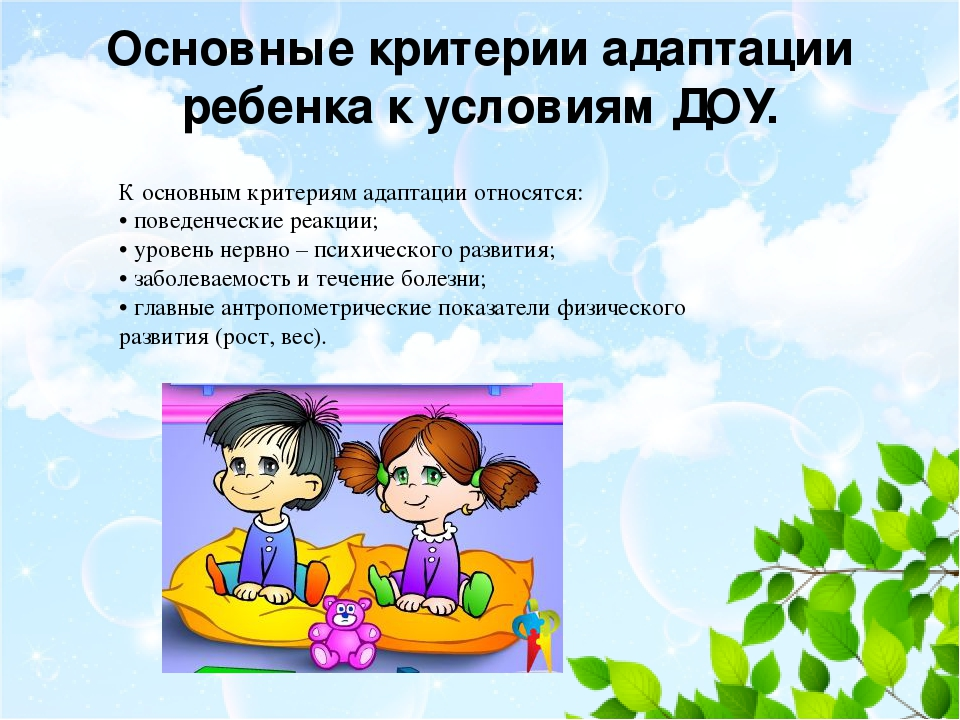 Основные критерии адаптации
ребенка к условиям ДОУ.
К основным критериям адаптации относятся:
• поведенческие реакции;
• уровень нервно – психического развития;
• заболеваемость и течение болезни;
• главные антропометрические показатели физического
развития (рост, вес).